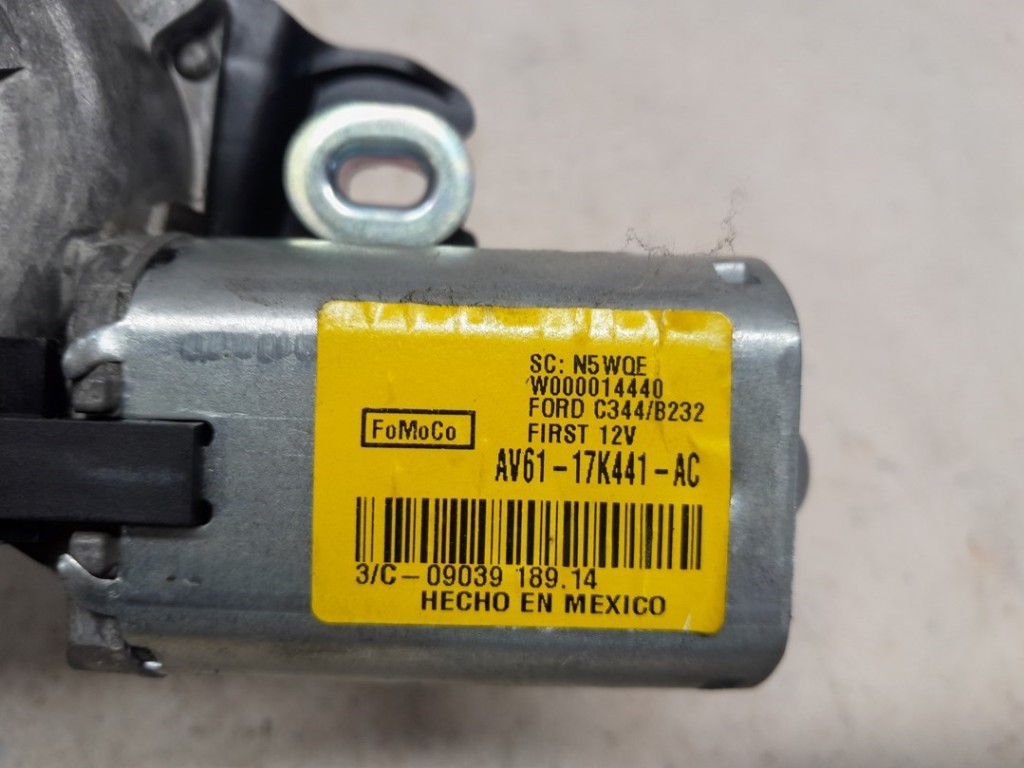 SC: N5WQE
W000014440
FORD C344/B232
FoMoCo
FIRST 12V
AV61-17K441-AC
3/C-09039 189.14
HECHO EN MEXICO